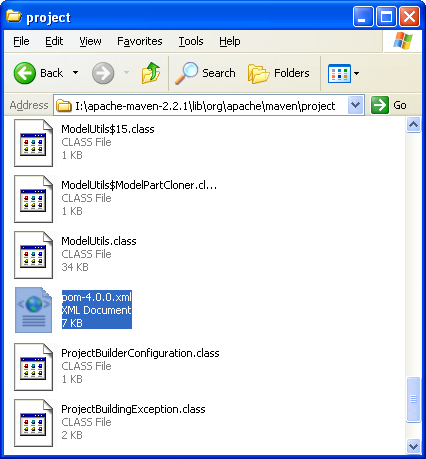 project
File Edit View Favorites Tools Help
Back Search Folders
Address I:\apache-maven-2.2.1\lib\org\apache\maven\project Go
ModelUtils$15.class
CLASS File
1 KB
ModelUtils$ModelPartCloner.cl...
CLASS File
1 KB
ModelUtils.class
CLASS File
34 KB
pom-4.0.0.xml
XML Document
7 KB
ProjectBuilderConfiguration.class
CLASS File
1 KB
ProjectBuildingException.class
CLASS File
2 KB